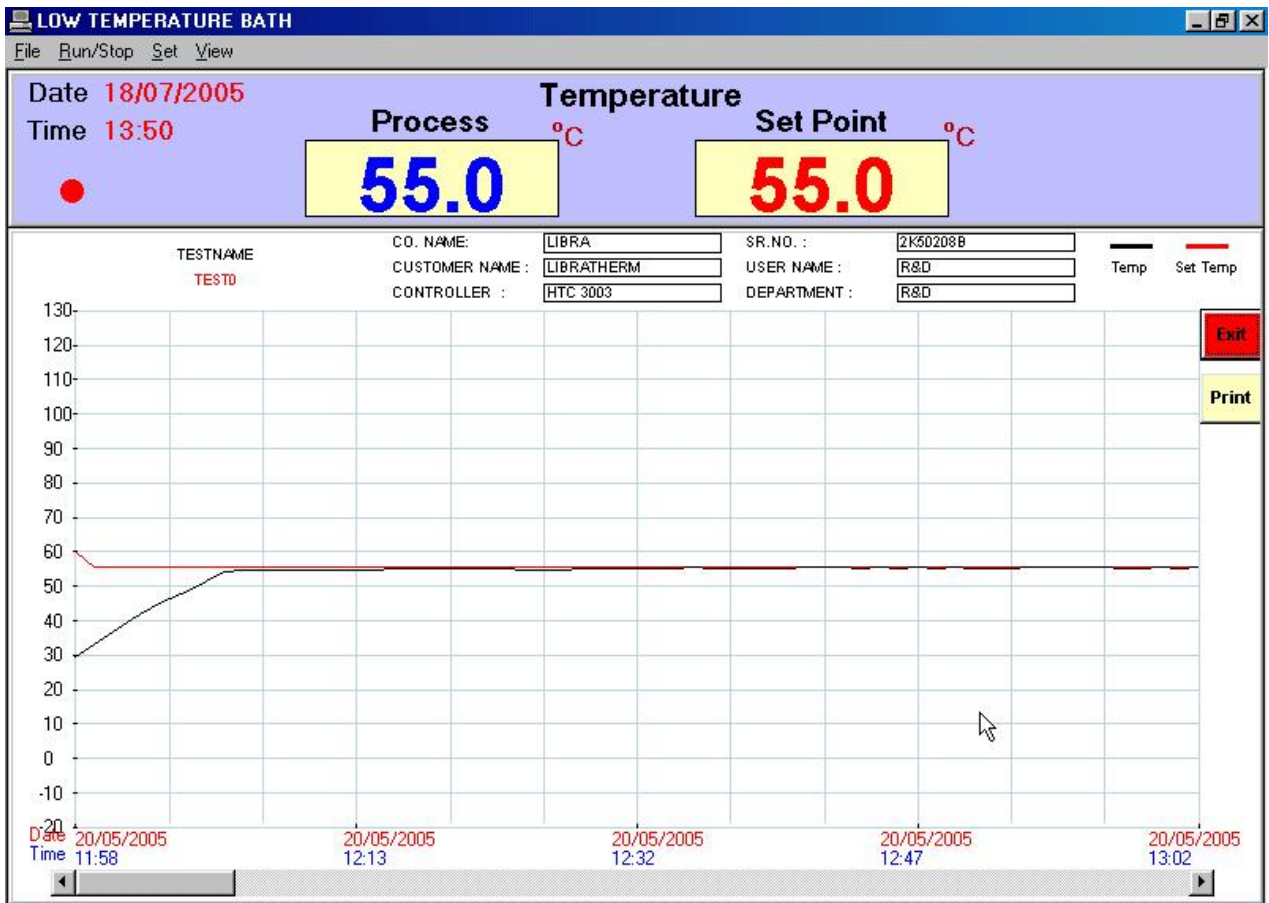 LOW TEMPERATURE BATH
File Run/Stop Set View
Date 18/07/2005
Time 13:50
Temperature
Process °C
Set Point °C
55.0
55.0
TESTNAME
TEST0
CO. NAME: LIBRA
CUSTOMER NAME : LIBRATHERM
CONTROLLER : HTC 3003
SR.NO. : 2K50208B
USER NAME : R&D
DEPARTMENT : R&D
Temp Set Temp
Exit
Print
130
120
110
100
90
80
70
60
50
40
30
20
10
0
-10
-20
Date 20/05/2005 20/05/2005 20/05/2005 20/05/2005 20/05/2005
Time 11:58 12:13 12:32 12:47 13:02